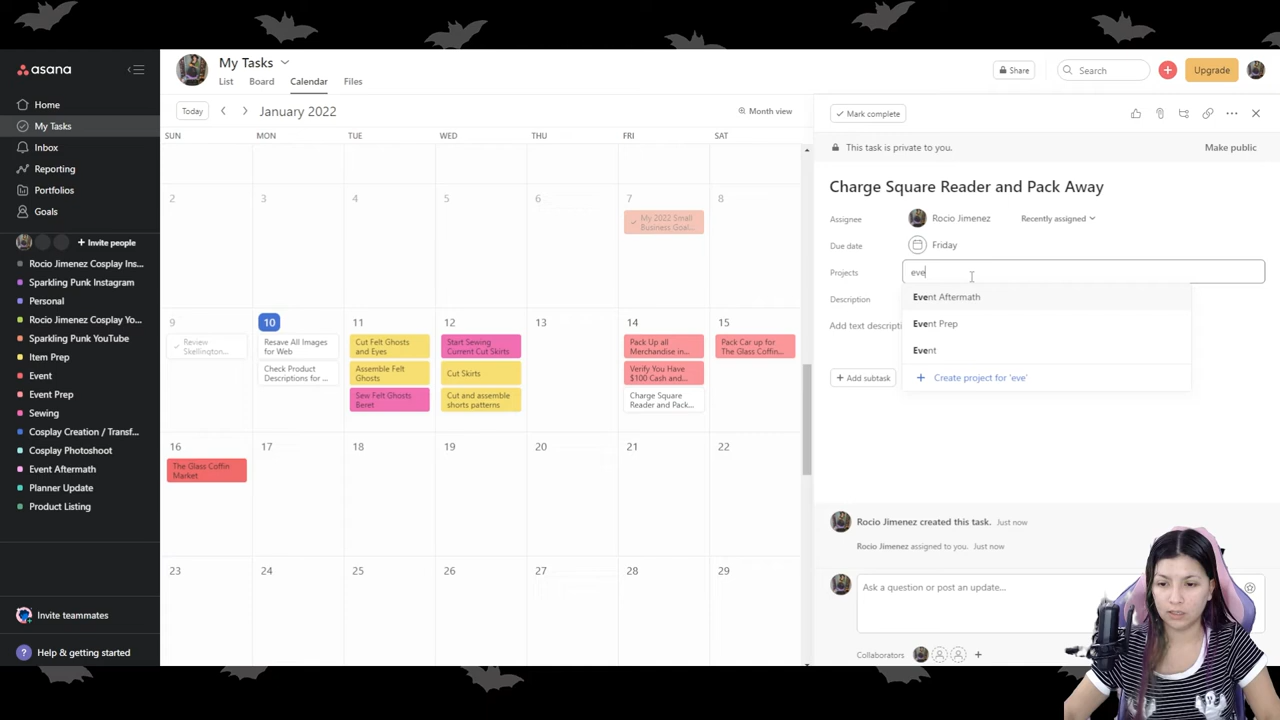 asana
Home
My Tasks
Inbox
Reporting
Portfolios
Goals
Invite people
Rocio Jimenez Cosplay Ins...
Sparkling Punk Instagram
Personal
Rocio Jimenez Cosplay Yo...
Sparkling Punk YouTube
Item Prep
Event
Event Prep
Sewing
Cosplay Creation / Transf...
Cosplay Photoshoot
Event Aftermath
Planner Update
Product Listing
Invite teammates
Help & getting started
My Tasks
List Board Calendar Files
Share
Search
Upgrade
Today
January 2022
Month view
SUN MON TUE WED THU FRI SAT
2 3 4 5 6 7 8
My 2022 Small
Business Goal...
9 10 11 12 13 14 15
Review
Skellington...
Resave All Images
for Web
Check Product
Descriptions for ...
Cut Felt Ghosts
and Eyes
Assemble Felt
Ghosts
Sew Felt Ghosts
Beret
Start Sewing
Current Cut Skirts
Cut Skirts
Cut and assemble
shorts patterns
Pack Up all
Merchandise in...
Verify You Have
$100 Cash and...
Charge Square
Reader and Pack...
Pack Car up for
The Glass Coffin...
16 17 18 19 20 21 22
The Glass Coffin
Market
23 24 25 26 27 28 29
Mark complete
This task is private to you.
Make public
Charge Square Reader and Pack Away
Assignee
Rocio Jimenez
Recently assigned
Due date
Friday
Projects
eve
Event Aftermath
Event Prep
Event
Create project for 'eve'
Description
Add text descripti
Add subtask
Rocio Jimenez created this task. Just now
Rocio Jimenez assigned to you. Just now
Ask a question or post an update...
Collaborators